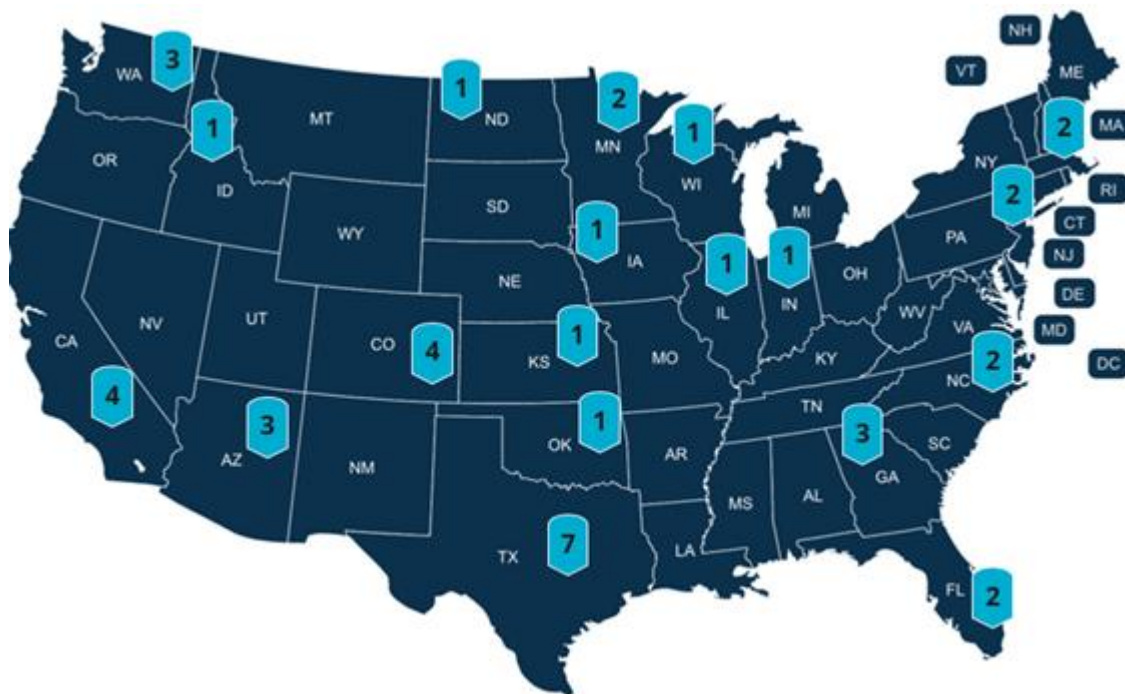 NH
3
WA
VT
ME
1
ND
2
MN
1
WI
2
MA
MT
1
OR
ID
NY
2
RI
SD
WY
MI
CT
1
IA
PA
NJ
1
1
OH
NE
IL
IN
WV
DE
NV
UT
CO
4
KS
1
MO
KY
VA
MD
CA
2
DC
4
NC
TN
AZ
3
NM
OK
1
AR
3
SC
GA
MS
AL
TX
7
LA
FL
2